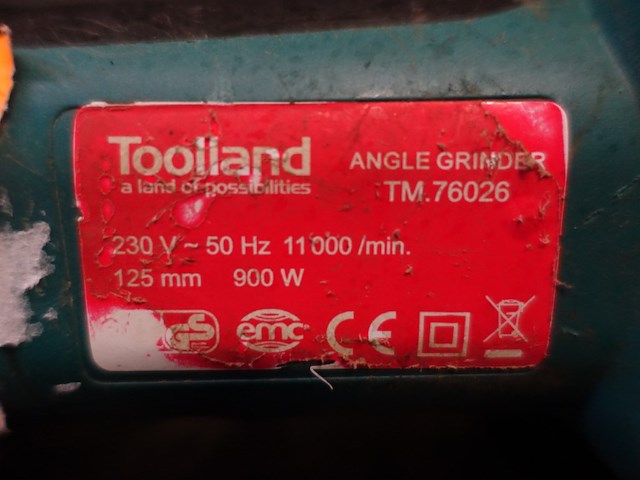 Toolland
a land of possibilities
ANGLE GRINDER
TM.76026
230 V ~ 50 Hz 11000 /min.
125 mm 900 W
GS emc CE